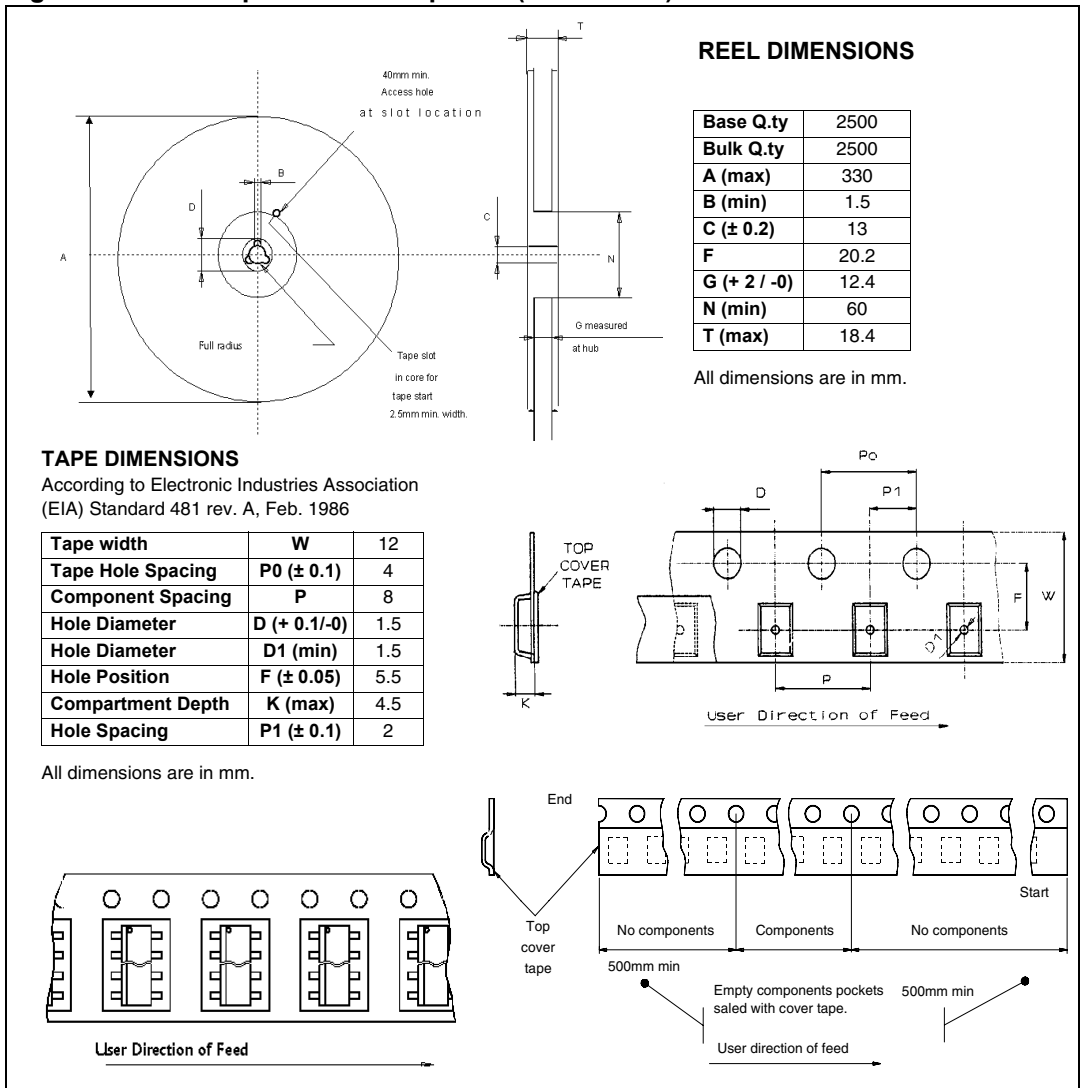 T
REEL DIMENSIONS
40mm min.
Access hole
at slot location
B
D
A
C
N
Full radius
Tape slot
in core for
tape start
2.5mm min. width.
G measured
at hub
Base Q.ty 2500
Bulk Q.ty 2500
A (max) 330
B (min) 1.5
C (± 0.2) 13
F 20.2
G (+ 2 / -0) 12.4
N (min) 60
T (max) 18.4
All dimensions are in mm.
TAPE DIMENSIONS
According to Electronic Industries Association
(EIA) Standard 481 rev. A, Feb. 1986
Tape width W 12
Tape Hole Spacing P0 (± 0.1) 4
Component Spacing P 8
Hole Diameter D (+ 0.1/-0) 1.5
Hole Diameter D1 (min) 1.5
Hole Position F (± 0.05) 5.5
Compartment Depth K (max) 4.5
Hole Spacing P1 (± 0.1) 2
All dimensions are in mm.
TOP
COVER
TAPE
K
Po
D
P1
F
W
D1
P
User Direction of Feed
User Direction of Feed
End
Start
Top
cover
tape
No components
Components
No components
500mm min
Empty components pockets
saled with cover tape.
500mm min
User direction of feed